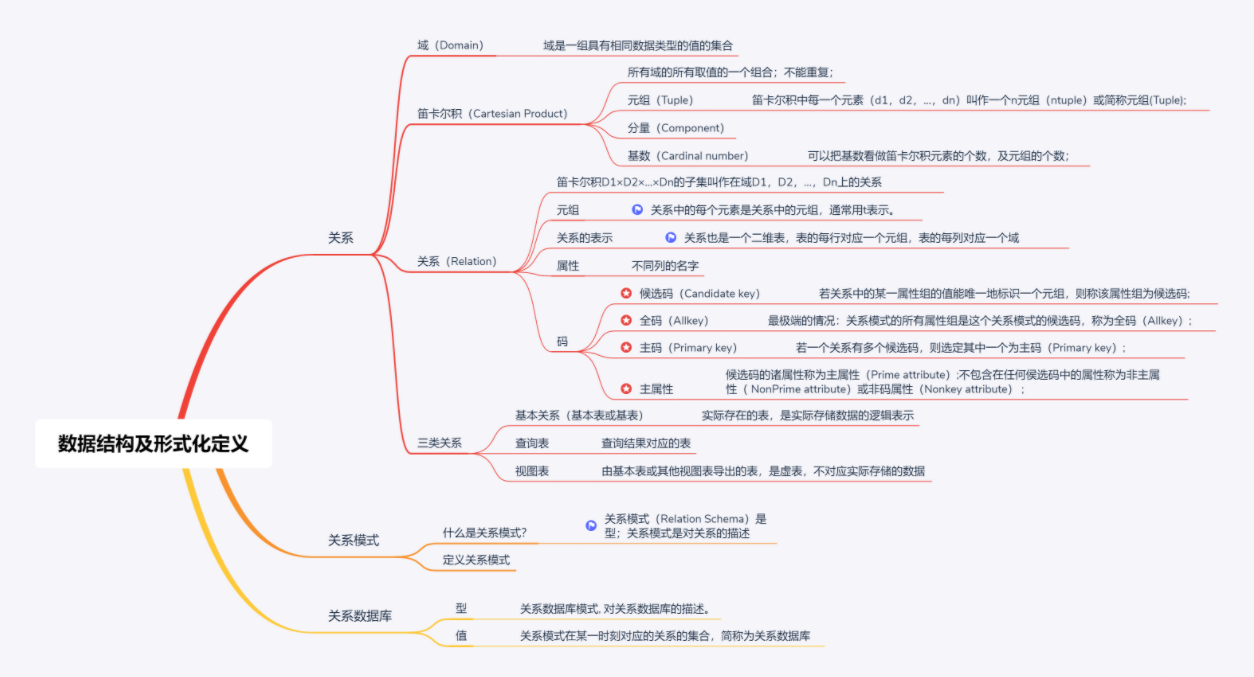 数据结构及形式化定义
关系
域（Domain）
域是一组具有相同数据类型的值的集合
笛卡尔积（Cartesian Product）
所有域的所有取值的一个组合；不能重复；
元组（Tuple）
笛卡尔积中每一个元素（d1，d2，...，dn）叫作一个n元组（ntuple）或简称元组(Tuple);
分量（Component）
基数（Cardinal number）
可以把基数看做笛卡尔积元素的个数，及元组的个数；
关系（Relation）
笛卡尔积D1×D2×...×Dn的子集叫作在域D1，D2，...，Dn上的关系
元组
关系中的每个元素是关系中的元组，通常用t表示。
关系的表示
关系也是一个二维表，表的每行对应一个元组，表的每列对应一个域
属性
不同列的名字
码
候选码（Candidate key）
若关系中的某一属性组的值能唯一地标识一个元组，则称该属性组为候选码;
全码（Allkey）
最极端的情况：关系模式的所有属性组是这个关系模式的候选码，称为全码（Allkey）;
主码（Primary key）
若一个关系有多个候选码，则选定其中一个为主码（Primary key）;
主属性
候选码的诸属性称为主属性（Prime attribute）;不包含在任何侯选码中的属性称为非主属
性（ NonPrime attribute）或非码属性（Nonkey attribute）;
三类关系
基本关系（基本表或基表）
实际存在的表，是实际存储数据的逻辑表示
查询表
查询结果对应的表
视图表
由基本表或其他视图表导出的表，是虚表，不对应实际存储的数据
关系模式
什么是关系模式？
关系模式（Relation Schema）是
型；关系模式是对关系的描述
定义关系模式
关系数据库
型
关系数据库模式, 对关系数据库的描述。
值
关系模式在某一时刻对应的关系的集合，简称为关系数据库